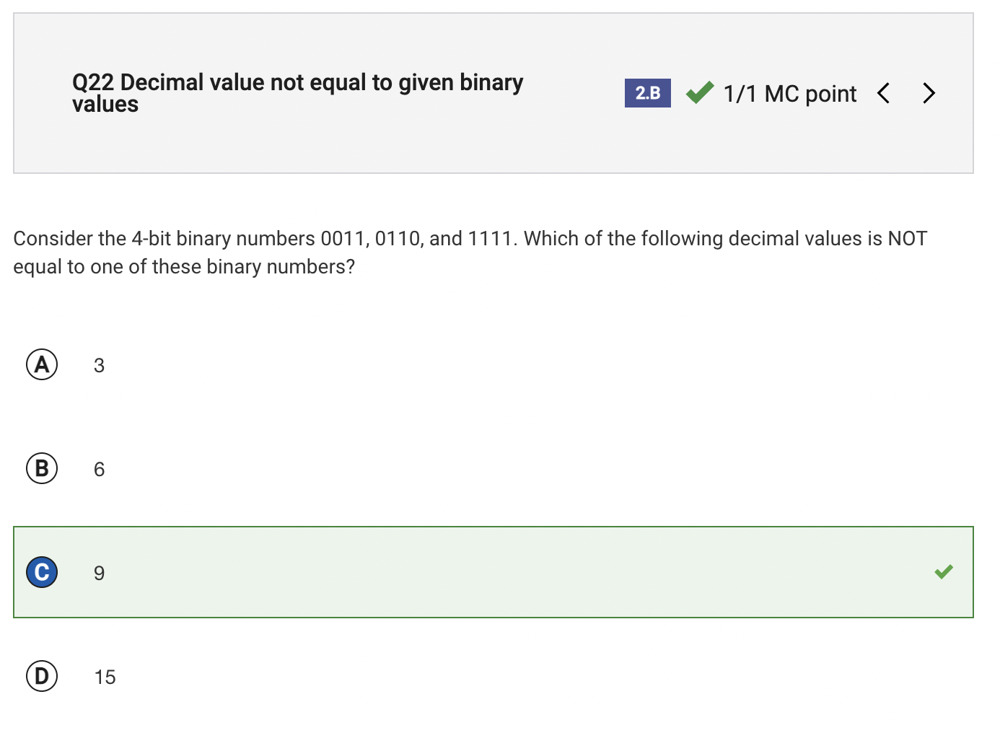 Q22 Decimal value not equal to given binary
values
2.B
1/1 MC point
Consider the 4-bit binary numbers 0011, 0110, and 1111. Which of the following decimal values is NOT
equal to one of these binary numbers?
A 3
B 6
C 9
D 15